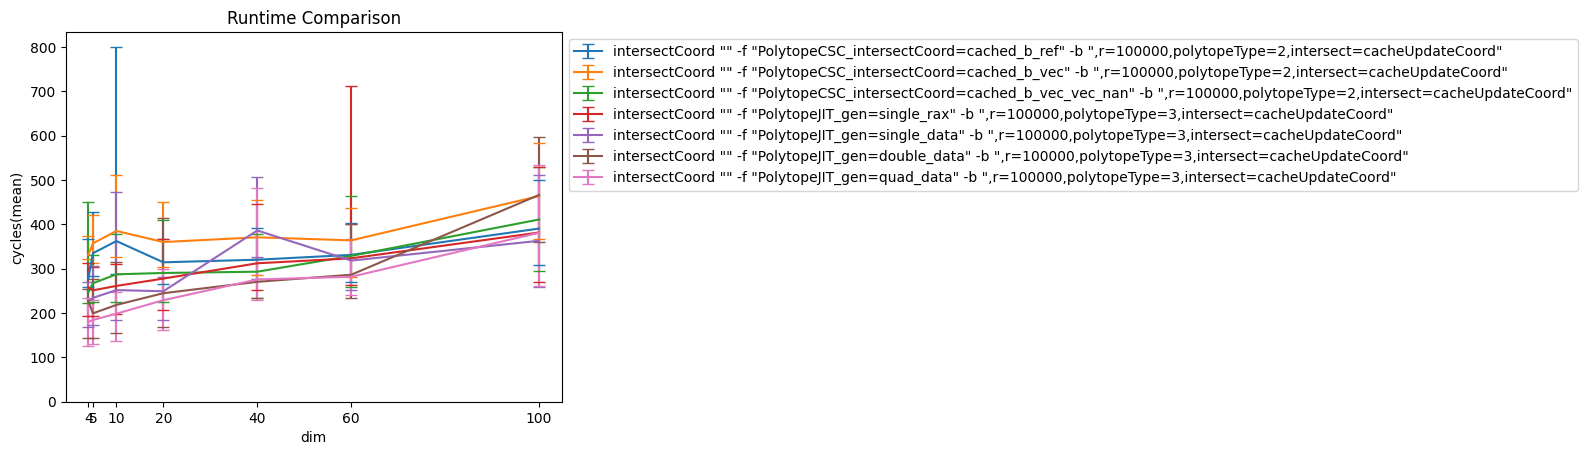 Runtime Comparison
cycles(mean)
800
700
600
500
400
300
200
100
0
4 5 10 20 40 60 100
dim
intersectCoord "" -f "PolytopeCSC_intersectCoord=cached_b_ref" -b ",r=100000,polytopeType=2,intersect=cacheUpdateCoord"
intersectCoord "" -f "PolytopeCSC_intersectCoord=cached_b_vec" -b ",r=100000,polytopeType=2,intersect=cacheUpdateCoord"
intersectCoord "" -f "PolytopeCSC_intersectCoord=cached_b_vec_vec_nan" -b ",r=100000,polytopeType=2,intersect=cacheUpdateCoord"
intersectCoord "" -f "PolytopeJIT_gen=single_rax" -b ",r=100000,polytopeType=3,intersect=cacheUpdateCoord"
intersectCoord "" -f "PolytopeJIT_gen=single_data" -b ",r=100000,polytopeType=3,intersect=cacheUpdateCoord"
intersectCoord "" -f "PolytopeJIT_gen=double_data" -b ",r=100000,polytopeType=3,intersect=cacheUpdateCoord"
intersectCoord "" -f "PolytopeJIT_gen=quad_data" -b ",r=100000,polytopeType=3,intersect=cacheUpdateCoord"